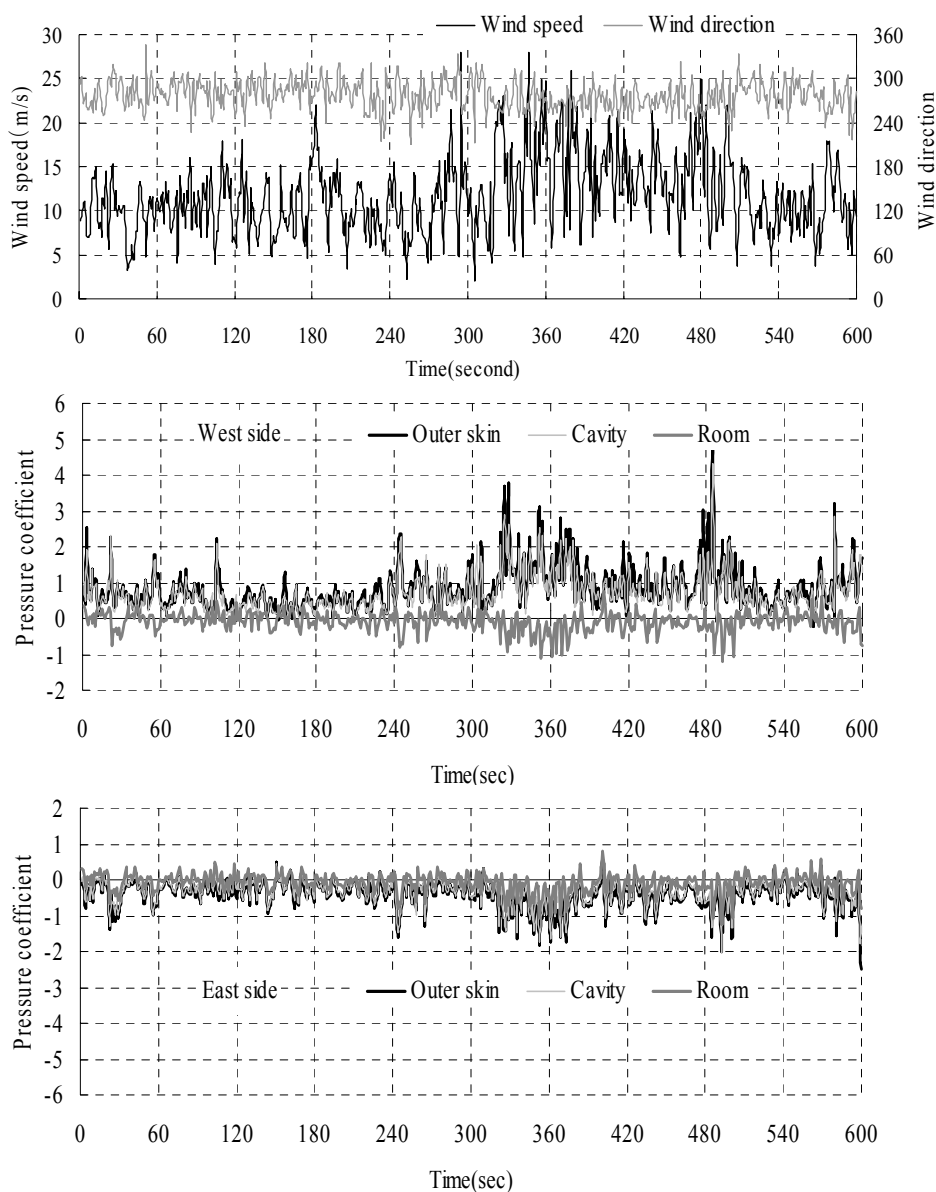 Wind speed Wind direction
30 360
25 300
20 240
15 180
10 120
5 60
0 0
Wind speed( m/s)
Wind direction
0 60 120 180 240 300 360 420 480 540 600
Time(second)
6
5
4
3
2
1
0
-1
-2
West side Outer skin Cavity Room
Pressure coefficient
0 60 120 180 240 300 360 420 480 540 600
Time(sec)
2
1
0
-1
-2
-3
-4
-5
-6
East side Outer skin Cavity Room
Pressure coefficient
0 60 120 180 240 300 360 420 480 540 600
Time(sec)